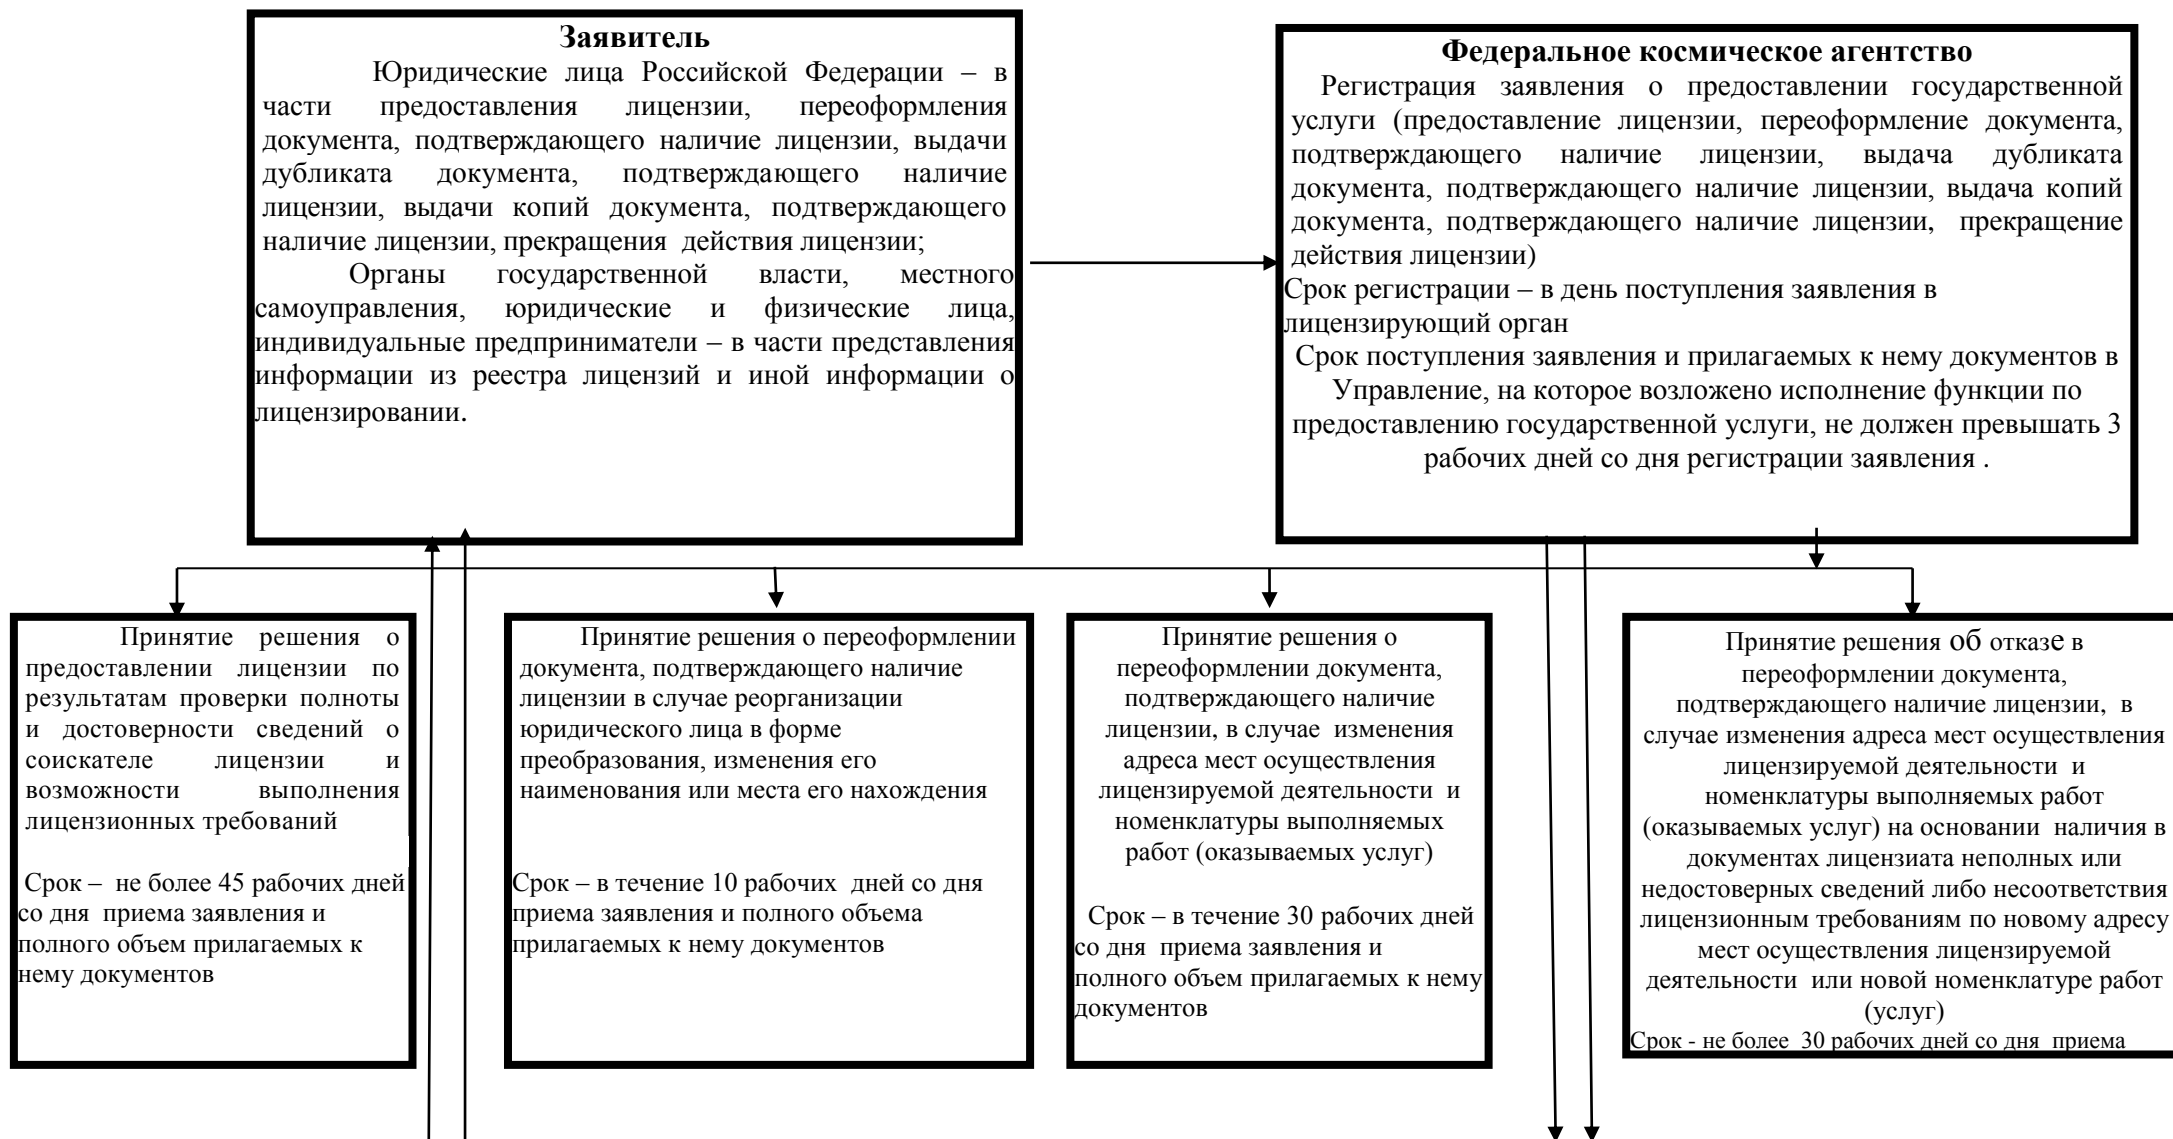 Заявитель
Юридические лица Российской Федерации – в
части предоставления лицензии, переоформления
документа, подтверждающего наличие лицензии, выдачи
дубликата документа, подтверждающего наличие
лицензии, выдачи копий документа, подтверждающего
наличие лицензии, прекращения действия лицензии;
Органы государственной власти, местного
самоуправления, юридические и физические лица,
индивидуальные предприниматели – в части представления
информации из реестра лицензий и иной информации о
лицензировании.
Федеральное космическое агентство
Регистрация заявления о предоставлении государственной
услуги (предоставление лицензии, переоформление документа,
подтверждающего наличие лицензии, выдача дубликата
документа, подтверждающего наличие лицензии, выдача копий
документа, подтверждающего наличие лицензии, прекращение
действия лицензии)
Срок регистрации – в день поступления заявления в
лицензирующий орган
Срок поступления заявления и прилагаемых к нему документов в
Управление, на которое возложено исполнение функции по
предоставлению государственной услуги, не должен превышать 3
рабочих дней со дня регистрации заявления .
Принятие решения о
предоставлении лицензии по
результатам проверки полноты
и достоверности сведений о
соискателе лицензии и
возможности выполнения
лицензионных требований
Срок – не более 45 рабочих дней
со дня приема заявления и
полного объем прилагаемых к
нему документов
Принятие решения о переоформлении
документа, подтверждающего наличие
лицензии в случае реорганизации
юридического лица в форме
преобразования, изменения его
наименования или места его нахождения
Срок – в течение 10 рабочих дней со дня
приема заявления и полного объема
прилагаемых к нему документов
Принятие решения о
переоформлении документа,
подтверждающего наличие
лицензии, в случае изменения
адреса мест осуществления
лицензируемой деятельности и
номенклатуры выполняемых
работ (оказываемых услуг)
Срок – в течение 30 рабочих дней
со дня приема заявления и
полного объем прилагаемых к нему
документов
Принятие решения об отказе в
переоформлении документа,
подтверждающего наличие лицензии, в
случае изменения адреса мест осуществления
лицензируемой деятельности и
номенклатуры выполняемых работ
(оказываемых услуг) на основании наличия в
документах лицензиата неполных или
недостоверных сведений либо несоответствия
лицензионным требованиям по новому адресу
мест осуществления лицензируемой
деятельности или новой номенклатуре работ
(услуг)
Срок - не более 30 рабочих дней со дня приема